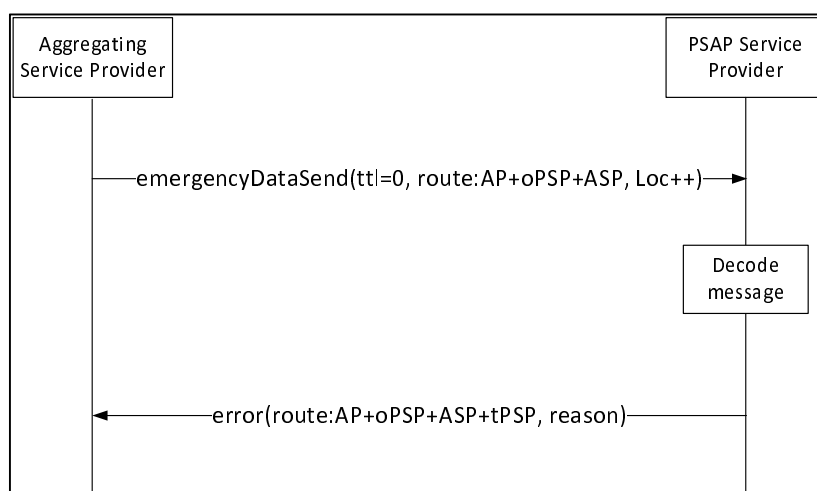 Aggregating
Service Provider
PSAP Service
Provider
emergencyDataSend(ttl=0, route:AP+oPSP+ASP, Loc++)
Decode
message
error(route:AP+oPSP+ASP+tPSP, reason)